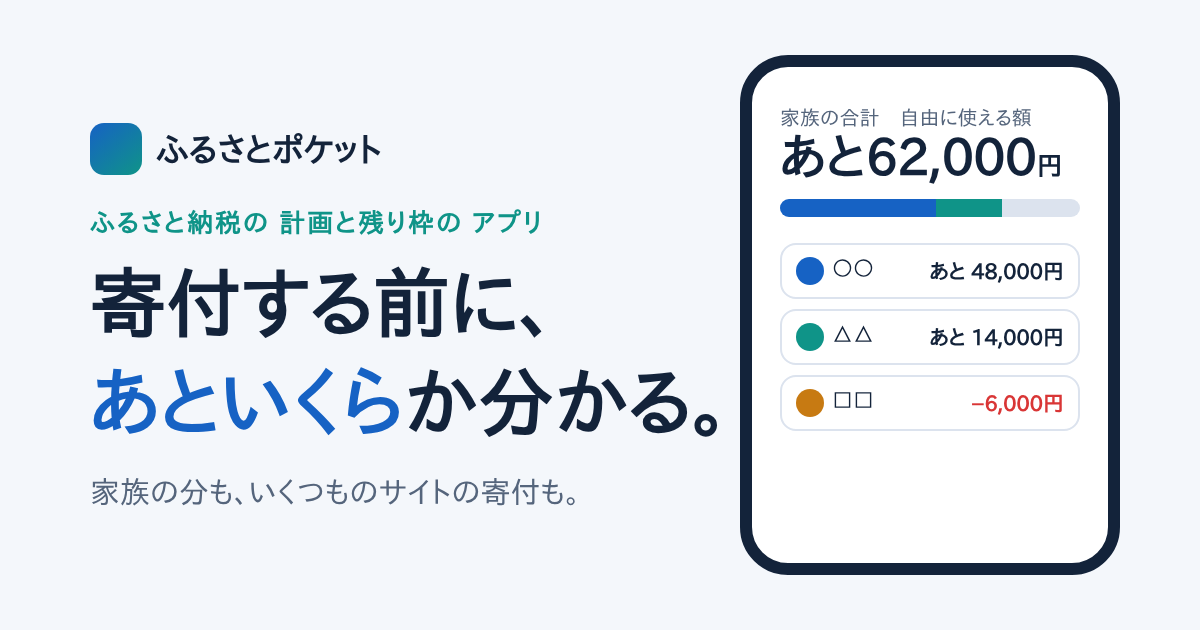 ふるさとポケット
ふるさと納税の 計画と残り枠の アプリ
寄付する前に、
あといくらか分かる。
家族の分も、いくつものサイトの寄付も。
家族の合計　自由に使える額
あと62,000円
〇〇 あと 48,000円
△△ あと 14,000円
□□ −6,000円